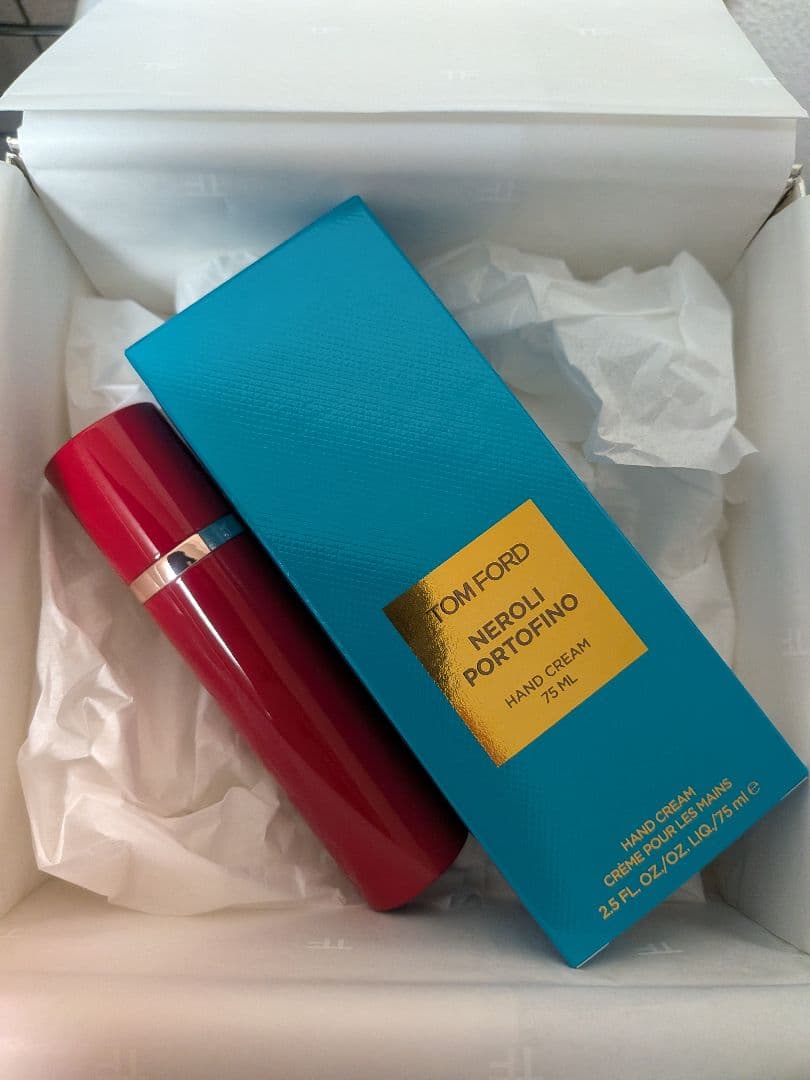 TOM FORD
NEROLI
PORTOFINO
HAND CREAM
75 ML
HAND CREAM
CRÈME POUR LES MAINS
2.5 FL. OZ./OZ. LIQ./75 ml ℮
TF